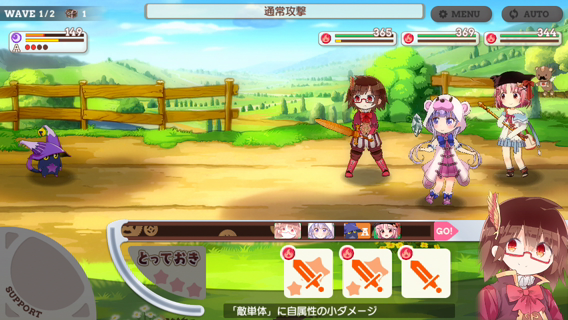 WAVE 1/2
1
通常攻撃
MENU
AUTO
149
A
365
369
344
GO!
とっておき
SUPPORT
「敵単体」に自属性の小ダメージ